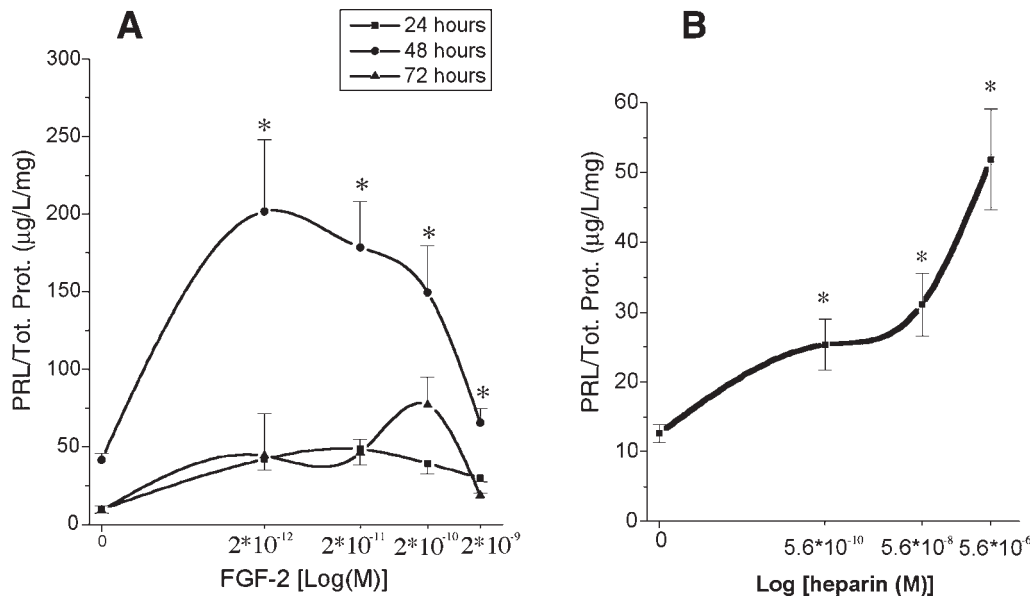 A
24 hours
48 hours
72 hours
PRL/Tot. Prot. (µg/L/mg)
300
250
200
150
100
50
0
* * * *
0 2*10⁻¹² 2*10⁻¹¹ 2*10⁻¹⁰ 2*10⁻⁹
FGF-2 [Log(M)]
B
PRL/Tot. Prot. (µg/L/mg)
60
50
40
30
20
10
0
* * *
0 5.6*10⁻¹⁰ 5.6*10⁻⁸ 5.6*10⁻⁶
Log [heparin (M)]